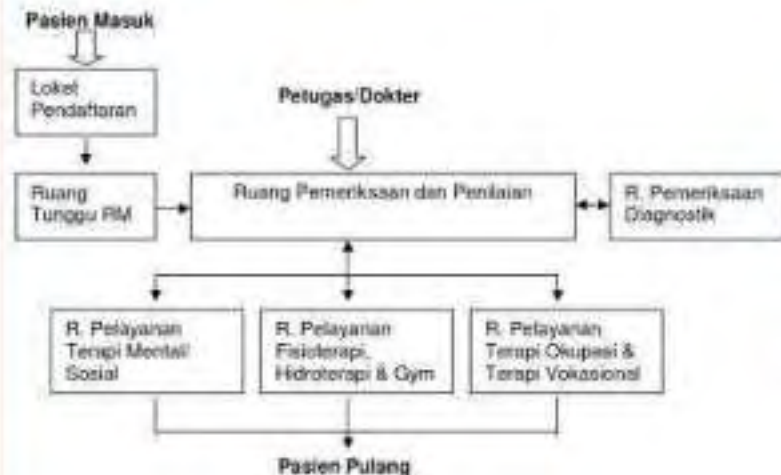 Pasien Masuk
Loket
Pendaftaran
Petugas/Dokter
Ruang
Tunggu RM
Ruang Pemeriksaan dan Penilaian
R. Pemeriksaan
Diagnostik
R. Pelayanan
Terapi Mental/
Sosial
R. Pelayanan
Fisioterapi,
Hidroterapi & Gym
R. Pelayanan
Terapi Okupasi &
Terapi Vokasional
Pasien Pulang